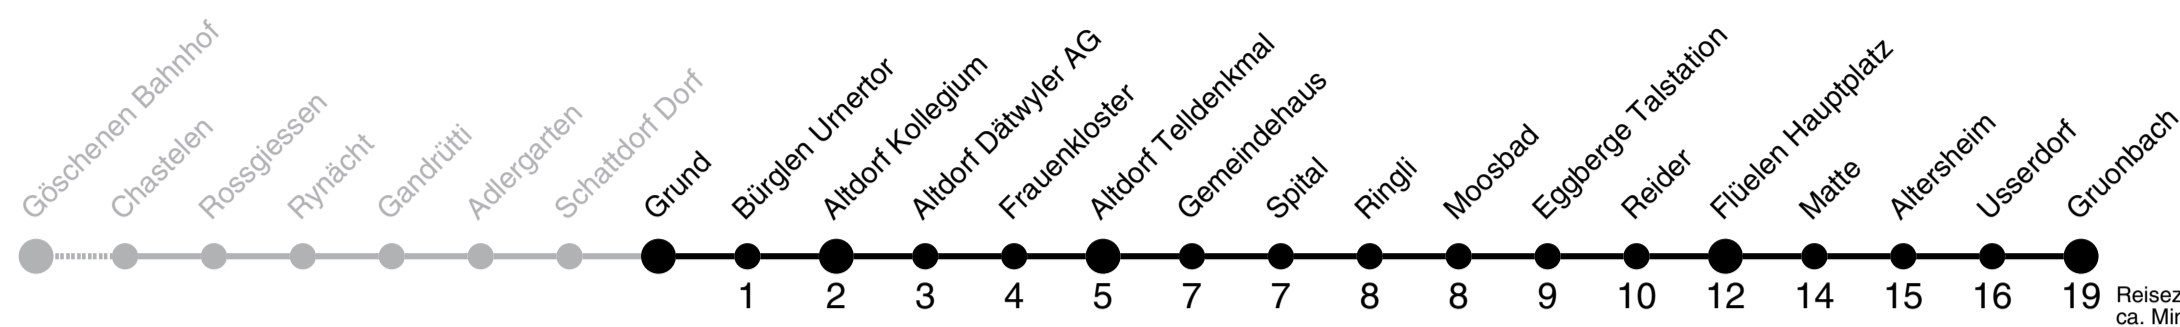 Göschenen Bahnhof
Chastelen
Rossgiessen
Rynächt
Gandrütti
Adlergarten
Schattdorf Dorf
Grund
Bürglen Urnertor
Altdorf Kollegium
Altdorf Dätwyler AG
Frauenkloster
Altdorf Telldenkmal
Gemeindehaus
Spital
Ringli
Moosbad
Eggberge Talstation
Reider
Flüelen Hauptplatz
Matte
Altersheim
Usserdorf
Gruonbach
1 2 3 4 5 7 7 8 8 9 10 12 14 15 16 19
ca.